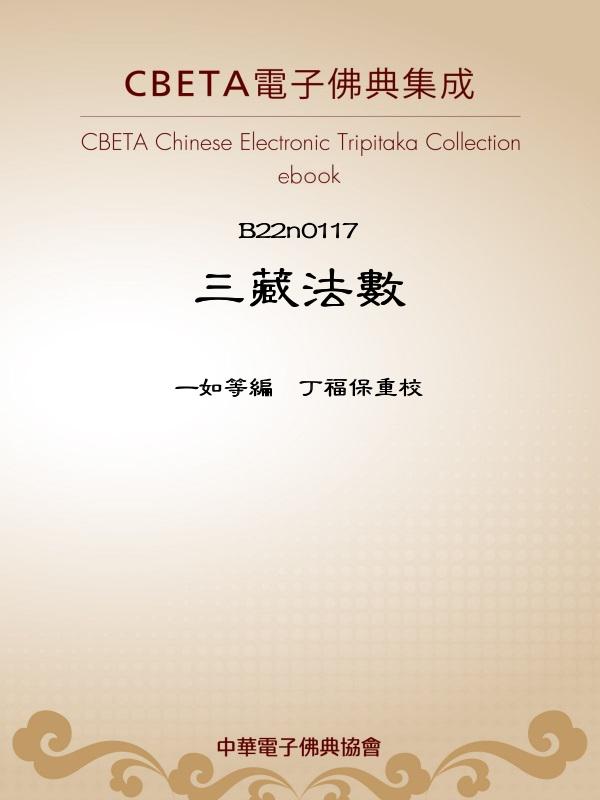 CBETA電子佛典集成
CBETA Chinese Electronic Tripitaka Collection
ebook
B22n0117
三藏法數
一如等編　丁福保重校
中華電子佛典協會